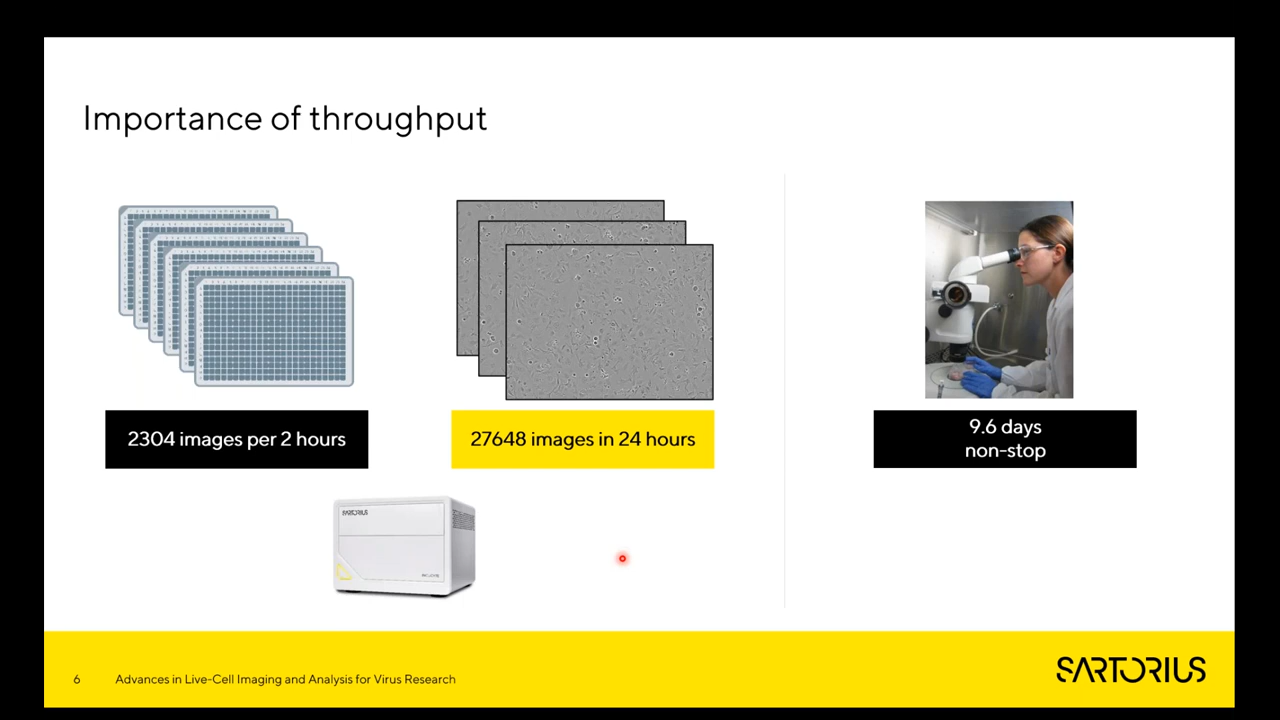 Importance of throughput
2304 images per 2 hours
27648 images in 24 hours
9.6 days
non-stop
SARTORIUS
6
Advances in Live-Cell Imaging and Analysis for Virus Research
SARTORIUS